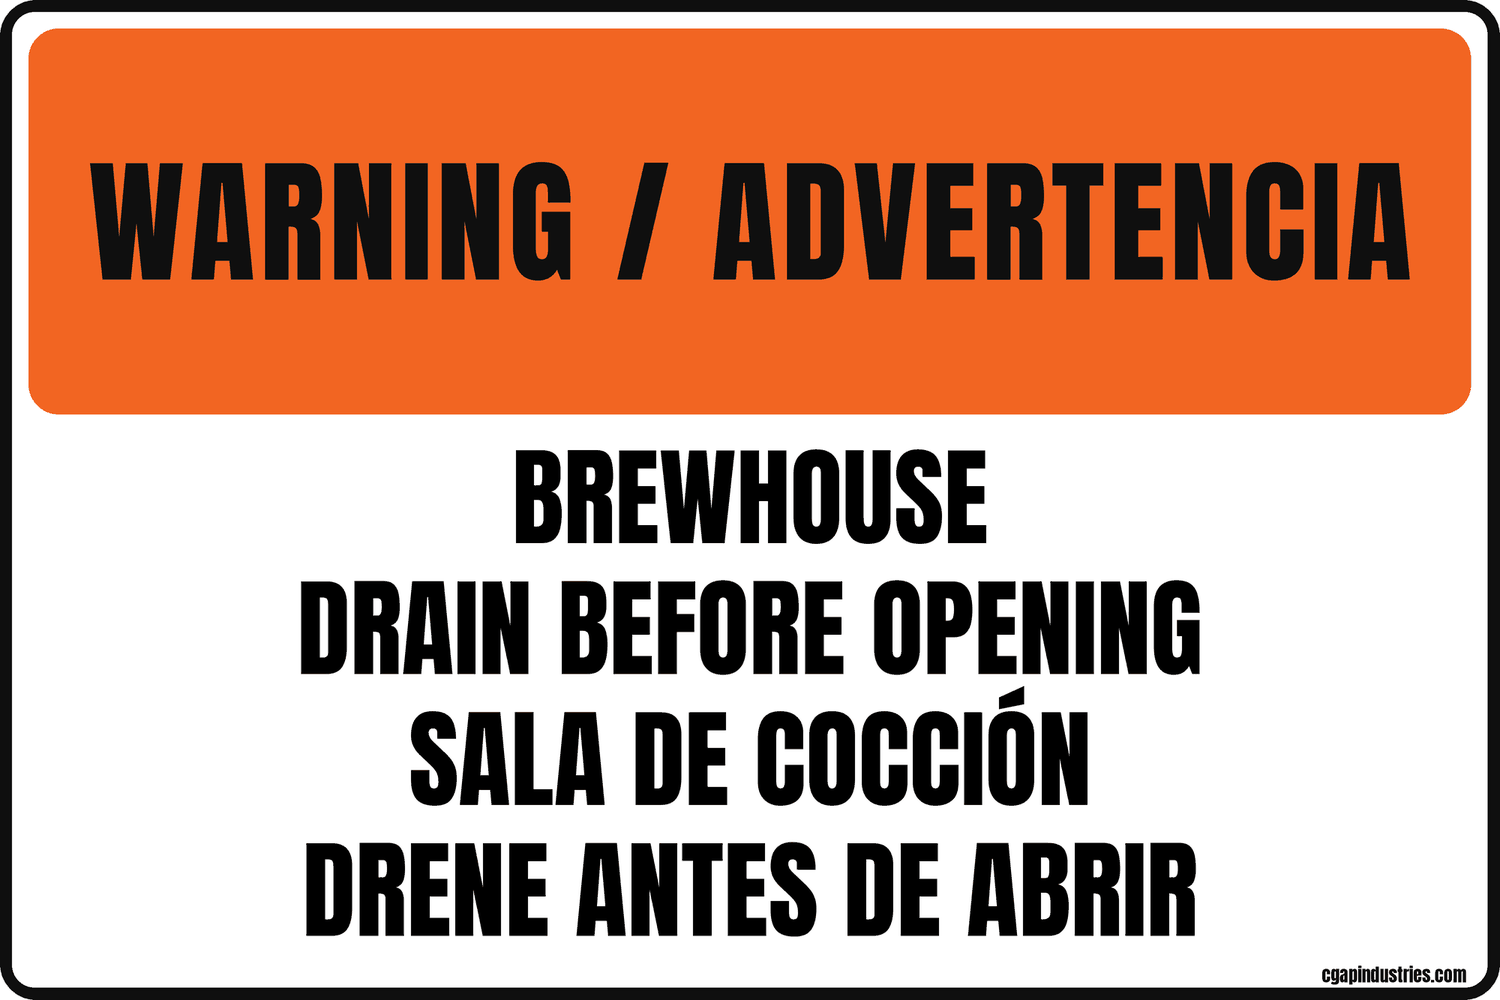 WARNING / ADVERTENCIA
BREWHOUSE
DRAIN BEFORE OPENING
SALA DE COCCIÓN
DRENE ANTES DE ABRIR
cgapindustries.com